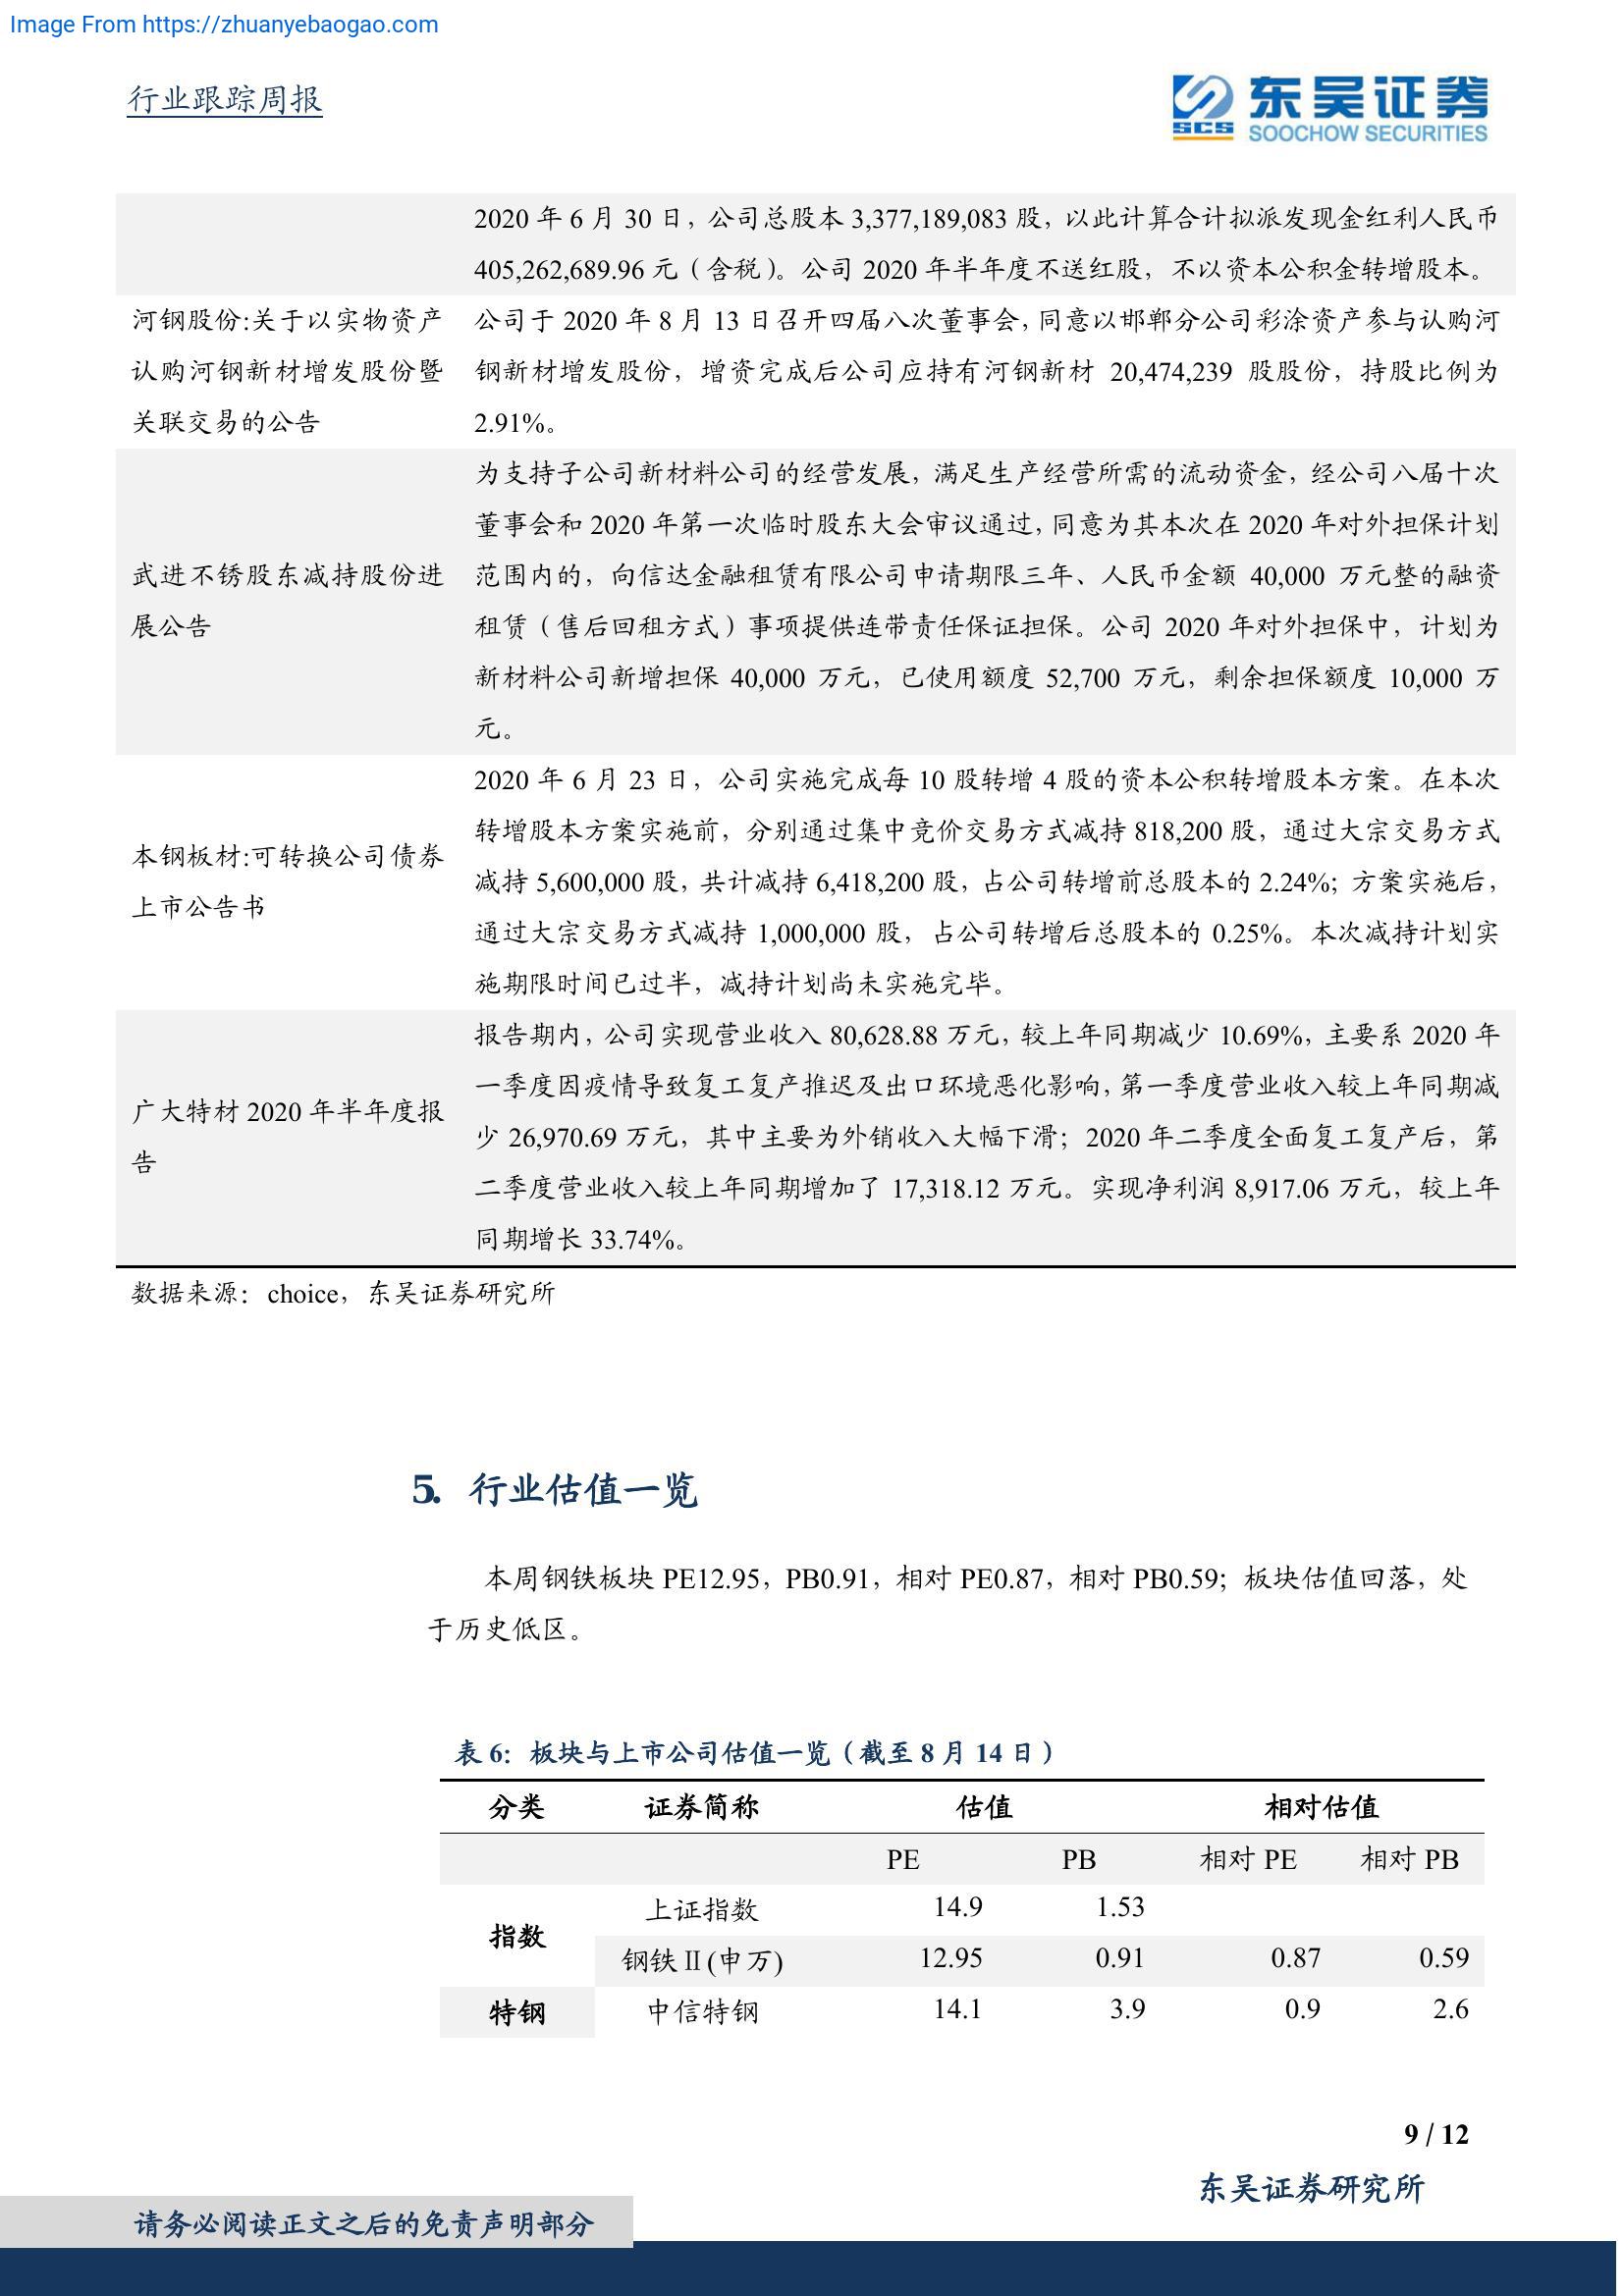 Image From https://zhuanyebaogao.com
行业跟踪周报
东吴证券
SCS
SOOCHOW SECURITIES
2020 年 6 月 30 日，公司总股本 3,377,189,083 股，以此计算合计拟派发现金红利人民币
405,262,689.96 元（含税）。公司 2020 年半年度不送红股，不以资本公积金转增股本。
河钢股份:关于以实物资产
认购河钢新材增发股份暨
关联交易的公告
公司于 2020 年 8 月 13 日召开四届八次董事会，同意以邯郸分公司彩涂资产参与认购河
钢新材增发股份，增资完成后公司应持有河钢新材 20,474,239 股股份，持股比例为
2.91%。
武进不锈股东减持股份进
展公告
为支持子公司新材料公司的经营发展，满足生产经营所需的流动资金，经公司八届十次
董事会和 2020 年第一次临时股东大会审议通过，同意为其本次在 2020 年对外担保计划
范围内的，向信达金融租赁有限公司申请期限三年、人民币金额 40,000 万元整的融资
租赁（售后回租方式）事项提供连带责任保证担保。公司 2020 年对外担保中，计划为
新材料公司新增担保 40,000 万元，已使用额度 52,700 万元，剩余担保额度 10,000 万
元。
本钢板材:可转换公司债券
上市公告书
2020 年 6 月 23 日，公司实施完成每 10 股转增 4 股的资本公积转增股本方案。在本次
转增股本方案实施前，分别通过集中竞价交易方式减持 818,200 股，通过大宗交易方式
减持 5,600,000 股，共计减持 6,418,200 股，占公司转增前总股本的 2.24%；方案实施后，
通过大宗交易方式减持 1,000,000 股，占公司转增后总股本的 0.25%。本次减持计划实
施期限时间已过半，减持计划尚未实施完毕。
广大特材 2020 年半年度报
告
报告期内，公司实现营业收入 80,628.88 万元，较上年同期减少 10.69%，主要系 2020 年
一季度因疫情导致复工复产推迟及出口环境恶化影响，第一季度营业收入较上年同期减
少 26,970.69 万元，其中主要为外销收入大幅下滑；2020 年二季度全面复工复产后，第
二季度营业收入较上年同期增加了 17,318.12 万元。实现净利润 8,917.06 万元，较上年
同期增长 33.74%。
数据来源：choice，东吴证券研究所
5. 行业估值一览
本周钢铁板块 PE12.95，PB0.91，相对 PE0.87，相对 PB0.59；板块估值回落，处
于历史低区。
表 6：板块与上市公司估值一览（截至 8 月 14 日）
分类 证券简称 估值 相对估值
PE PB 相对 PE 相对 PB
指数 上证指数 14.9 1.53
钢铁Ⅱ(申万) 12.95 0.91 0.87 0.59
特钢 中信特钢 14.1 3.9 0.9 2.6
9 / 12
东吴证券研究所
请务必阅读正文之后的免责声明部分